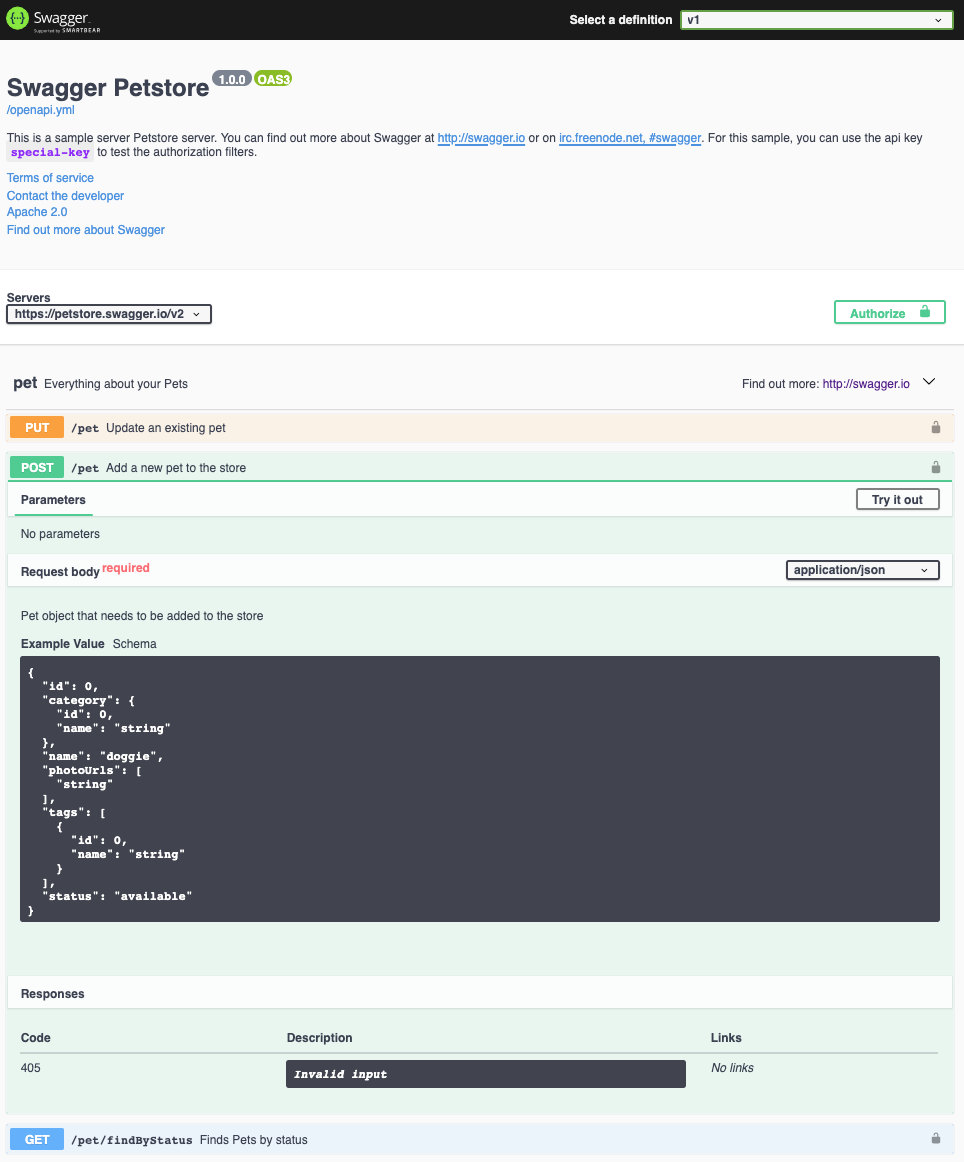 Swagger
Supported by SMARTBEAR
Select a definition
v1
Swagger Petstore 1.0.0 OAS3
/openapi.yml
This is a sample server Petstore server. You can find out more about Swagger at http://swagger.io or on irc.freenode.net, #swagger. For this sample, you can use the api key
special-key to test the authorization filters.
Terms of service
Contact the developer
Apache 2.0
Find out more about Swagger
Servers
https://petstore.swagger.io/v2
Authorize
pet Everything about your Pets
Find out more: http://swagger.io
PUT /pet Update an existing pet
POST /pet Add a new pet to the store
Parameters
Try it out
No parameters
Request body required
application/json
Pet object that needs to be added to the store
Example Value Schema
{
  "id": 0,
  "category": {
    "id": 0,
    "name": "string"
  },
  "name": "doggie",
  "photoUrls": [
    "string"
  ],
  "tags": [
    {
      "id": 0,
      "name": "string"
    }
  ],
  "status": "available"
}
Responses
Code Description Links
405 Invalid input No links
GET /pet/findByStatus Finds Pets by status